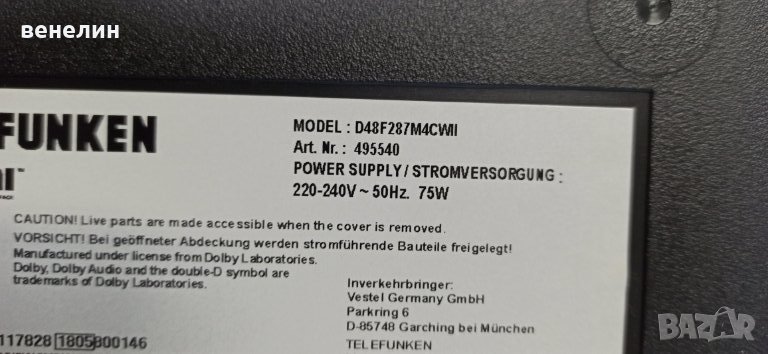 венелин
FUNKEN
MODEL : D48F287M4CWII
Art. Nr. : 495540
POWER SUPPLY / STROMVERSORGUNG :
220-240V ~ 50Hz. 75W
CAUTION! Live parts are made accessible when the cover is removed.
VORSICHT! Bei geöffneter Abdeckung werden stromführende Bauteile freigelegt!
Manufactured under license from Dolby Laboratories.
Dolby, Dolby Audio and the double-D symbol are
trademarks of Dolby Laboratories.
Inverkehrbringer:
Vestel Germany GmbH
Parkring 6
D-85748 Garching bei München
117828 1805 800146
TELEFUNKEN
BAZAR